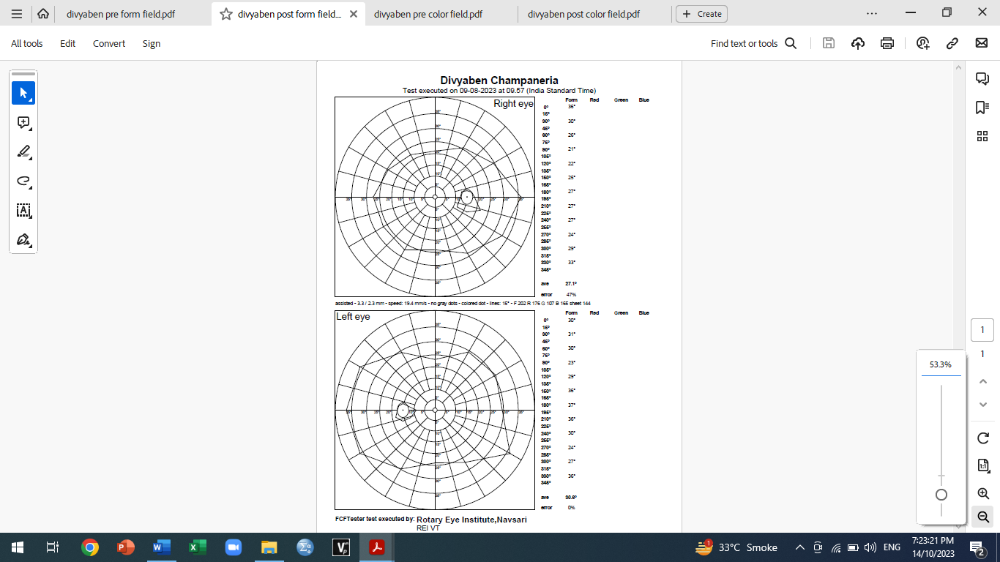 divyaben pre form field.pdf
divyaben post form field....
divyaben pre color field.pdf
divyaben post color field.pdf
Create
All tools
Edit
Convert
Sign
Find text or tools
Divyaben Champaneria
Test executed on 09-08-2023 at 09.57 (India Standard Time)
Right eye
Form Red Green Blue
0° 36°
15°
30° 30°
45°
60° 26°
75°
90° 21°
105°
120° 22°
135°
150° 25°
165°
180° 27°
195°
210° 27°
225°
240° 27°
255°
270° 24°
285°
300° 29°
315°
330° 33°
345°
ave 27.1°
error 47%
assisted - 3.3 / 2.3 mm - speed: 19.4 mm/s - no gray dots - colored dot - lines: 15° - F 202 R 176 G 107 B 165 sheet 144
Left eye
Form Red Green Blue
0° 30°
15°
30° 31°
45°
60° 30°
75°
90° 23°
105°
120° 29°
135°
150° 36°
165°
180° 37°
195°
210° 36°
225°
240° 30°
255°
270° 24°
285°
300° 27°
315°
330° 36°
345°
ave 30.6°
error 0%
FCFTester test executed by: Rotary Eye Institute,Navsari
REI VT
1
1
53.3%
33°C Smoke
ENG
7:23:21 PM
14/10/2023
2